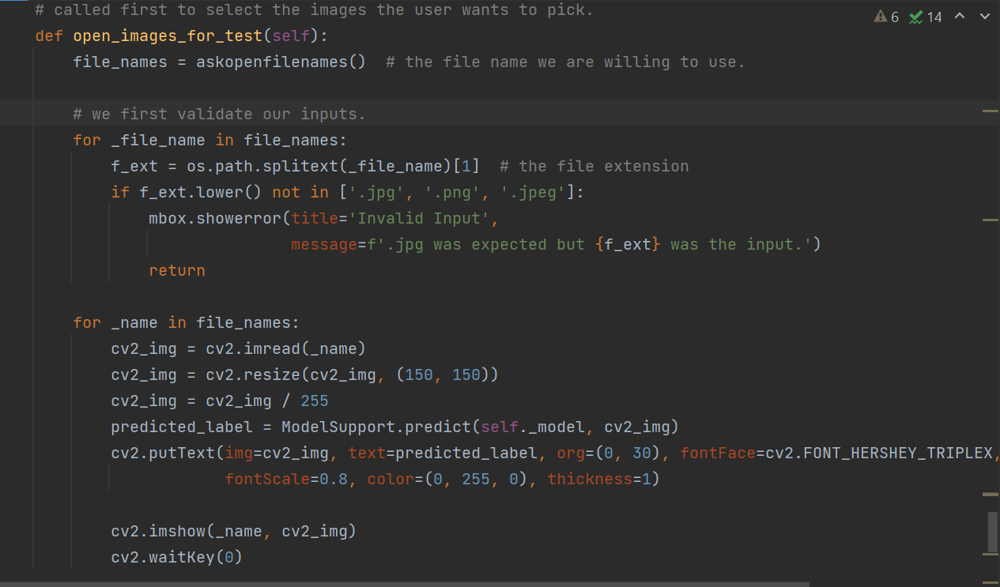 # called first to select the images the user wants to pick.
6 14
def open_images_for_test(self):
file_names = askopenfilenames()  # the file name we are willing to use.
# we first validate our inputs.
for _file_name in file_names:
f_ext = os.path.splitext(_file_name)[1]  # the file extension
if f_ext.lower() not in ['.jpg', '.png', '.jpeg']:
mbox.showerror(title='Invalid Input',
message=f'.jpg was expected but {f_ext} was the input.')
return
for _name in file_names:
cv2_img = cv2.imread(_name)
cv2_img = cv2.resize(cv2_img, (150, 150))
cv2_img = cv2_img / 255
predicted_label = ModelSupport.predict(self._model, cv2_img)
cv2.putText(img=cv2_img, text=predicted_label, org=(0, 30), fontFace=cv2.FONT_HERSHEY_TRIPLEX,
fontScale=0.8, color=(0, 255, 0), thickness=1)
cv2.imshow(_name, cv2_img)
cv2.waitKey(0)